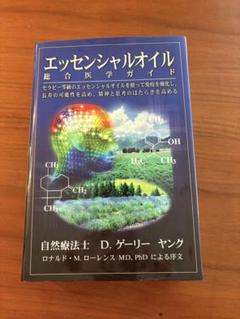 エッセンシャルオイル
総合医学ガイド
セラピー等級のエッセンシャルオイルを使って免疫を強化し、
長寿の可能性を高め、精神と思考のはたらきを高める
CH₃
OH
H₃C
CH₃
CH₃
CH₃
自然療法士 D. ゲーリー ヤング
ロナルド・M. ローレンス MD, PhD による序文